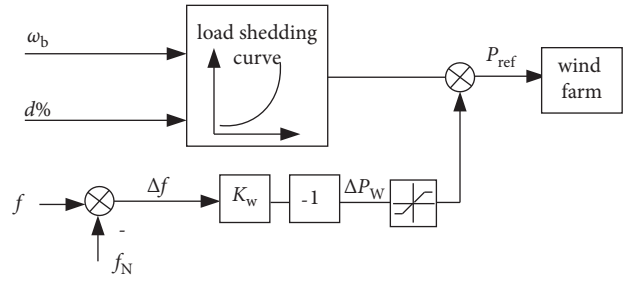 ω_b
d%
load shedding
curve
P_ref
wind
farm
f
Δf
K_w
-1
ΔP_W
-
f_N